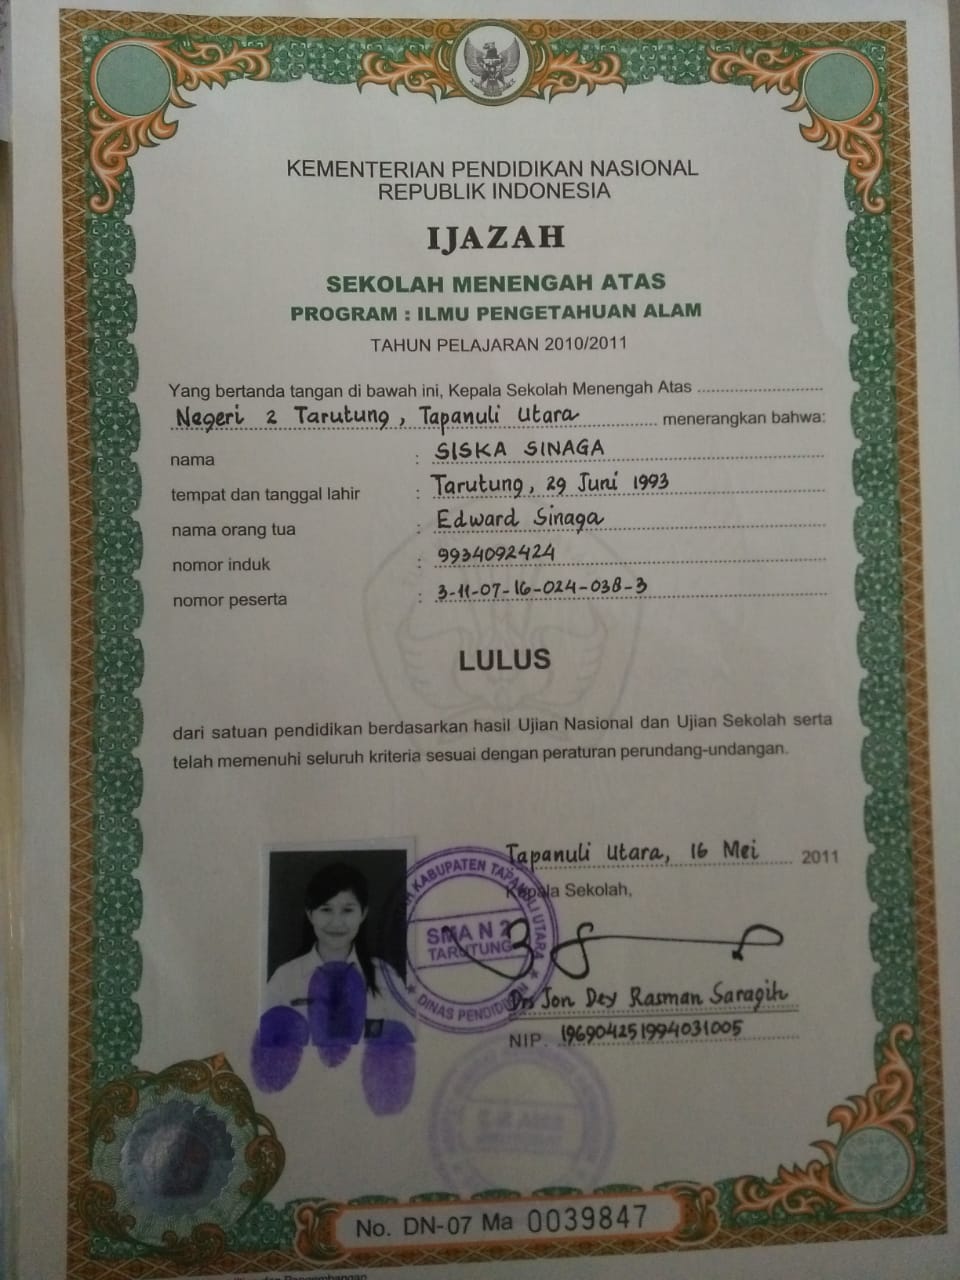 KEMENTERIAN PENDIDIKAN NASIONAL
REPUBLIK INDONESIA
IJAZAH
SEKOLAH MENENGAH ATAS
PROGRAM : ILMU PENGETAHUAN ALAM
TAHUN PELAJARAN 2010/2011
Yang bertanda tangan di bawah ini, Kepala Sekolah Menengah Atas
Negeri 2 Tarutung, Tapanuli Utara menerangkan bahwa:
nama : SISKA SINAGA
tempat dan tanggal lahir : Tarutung, 29 Juni 1993
nama orang tua : Edward Sinaga
nomor induk : 9934092424
nomor peserta : 3-11-07-16-024-038-3
LULUS
dari satuan pendidikan berdasarkan hasil Ujian Nasional dan Ujian Sekolah serta
telah memenuhi seluruh kriteria sesuai dengan peraturan perundang-undangan.
Tapanuli Utara, 16 Mei 2011
Kepala Sekolah,
KABUPATEN TAPANULI UTARA
SMA N 2
TARUTUNG
DINAS PENDIDIKAN
Drs Jon Dey Rasman Saragih
NIP. 196904251994031005
No. DN-07 Ma 0039847